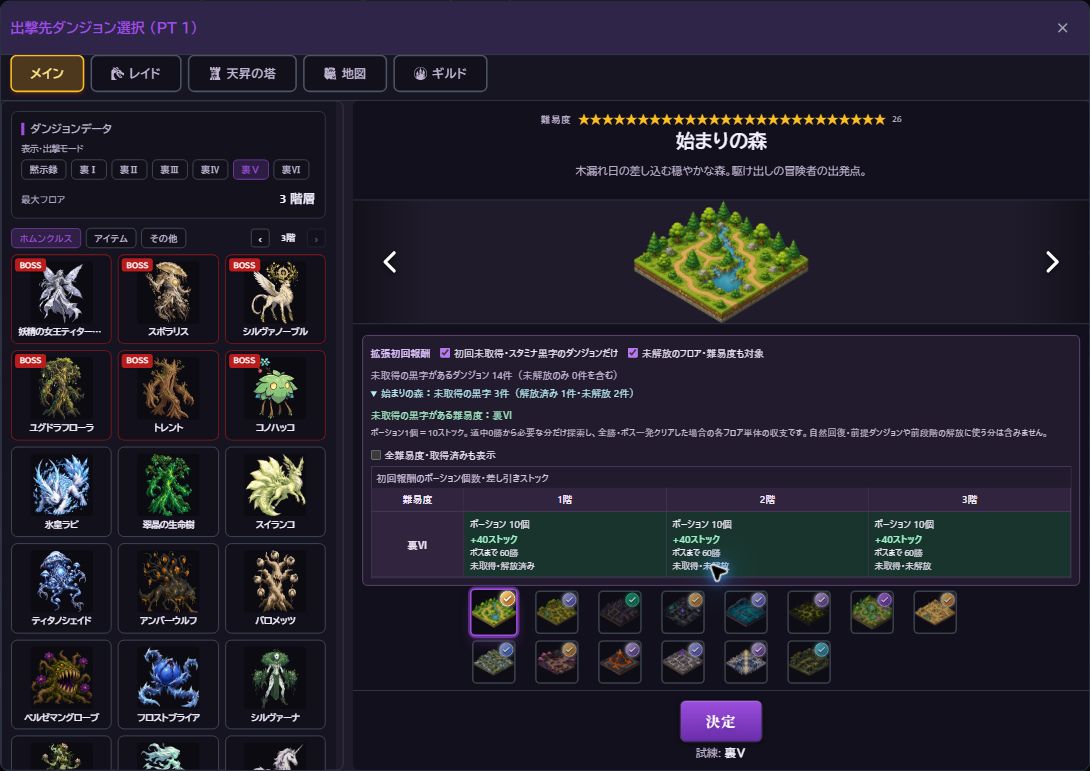 出撃先ダンジョン選択 (PT 1)
×
メイン
レイド
天昇の塔
地図
ギルド
ダンジョンデータ
表示・出撃モード
黙示録
裏Ⅰ
裏Ⅱ
裏Ⅲ
裏Ⅳ
裏Ⅴ
裏Ⅵ
最大フロア
3 階層
ホムンクルス
アイテム
その他
‹
3階
›
BOSS
妖精の女王ティター…
BOSS
スポラリス
BOSS
シルヴァノーブル
BOSS
ユグドラフローラ
BOSS
トレント
BOSS
コノハッコ
氷皇ラピ
翠晶の生命樹
スイランコ
ティタノシェイド
アンバーウルフ
バロメッツ
ベルゼマングローブ
フロストブライア
シルヴァーナ
難易度 ★★★★★★★★★★★★★★★★★★★★★★★★★★ 26
始まりの森
木漏れ日の差し込む穏やかな森。駆け出しの冒険者の出発点。
拡張初回報酬 初回未取得・スタミナ黒字のダンジョンだけ 未解放のフロア・難易度も対象
未取得の黒字があるダンジョン 14件（未解放のみ 0件を含む）
▼ 始まりの森：未取得の黒字 3件（解放済み 1件・未解放 2件）
未取得の黒字がある難易度：裏Ⅵ
ポーション1個 = 10ストック。道中0勝から必要な分だけ探索し、全勝・ボス一発クリアした場合の各フロア単体の収支です。自然回復・前提ダンジョンや前段階の解放に使う分は含みません。
全難易度・取得済みも表示
初回報酬のポーション個数・差し引きストック
難易度
1階
2階
3階
裏Ⅵ
ポーション 10個
+40ストック
ボスまで 60勝
未取得・解放済み
ポーション 10個
+40ストック
ボスまで 60勝
未取得・未解放
ポーション 10個
+40ストック
ボスまで 60勝
未取得・未解放
決定
試練: 裏Ⅴ